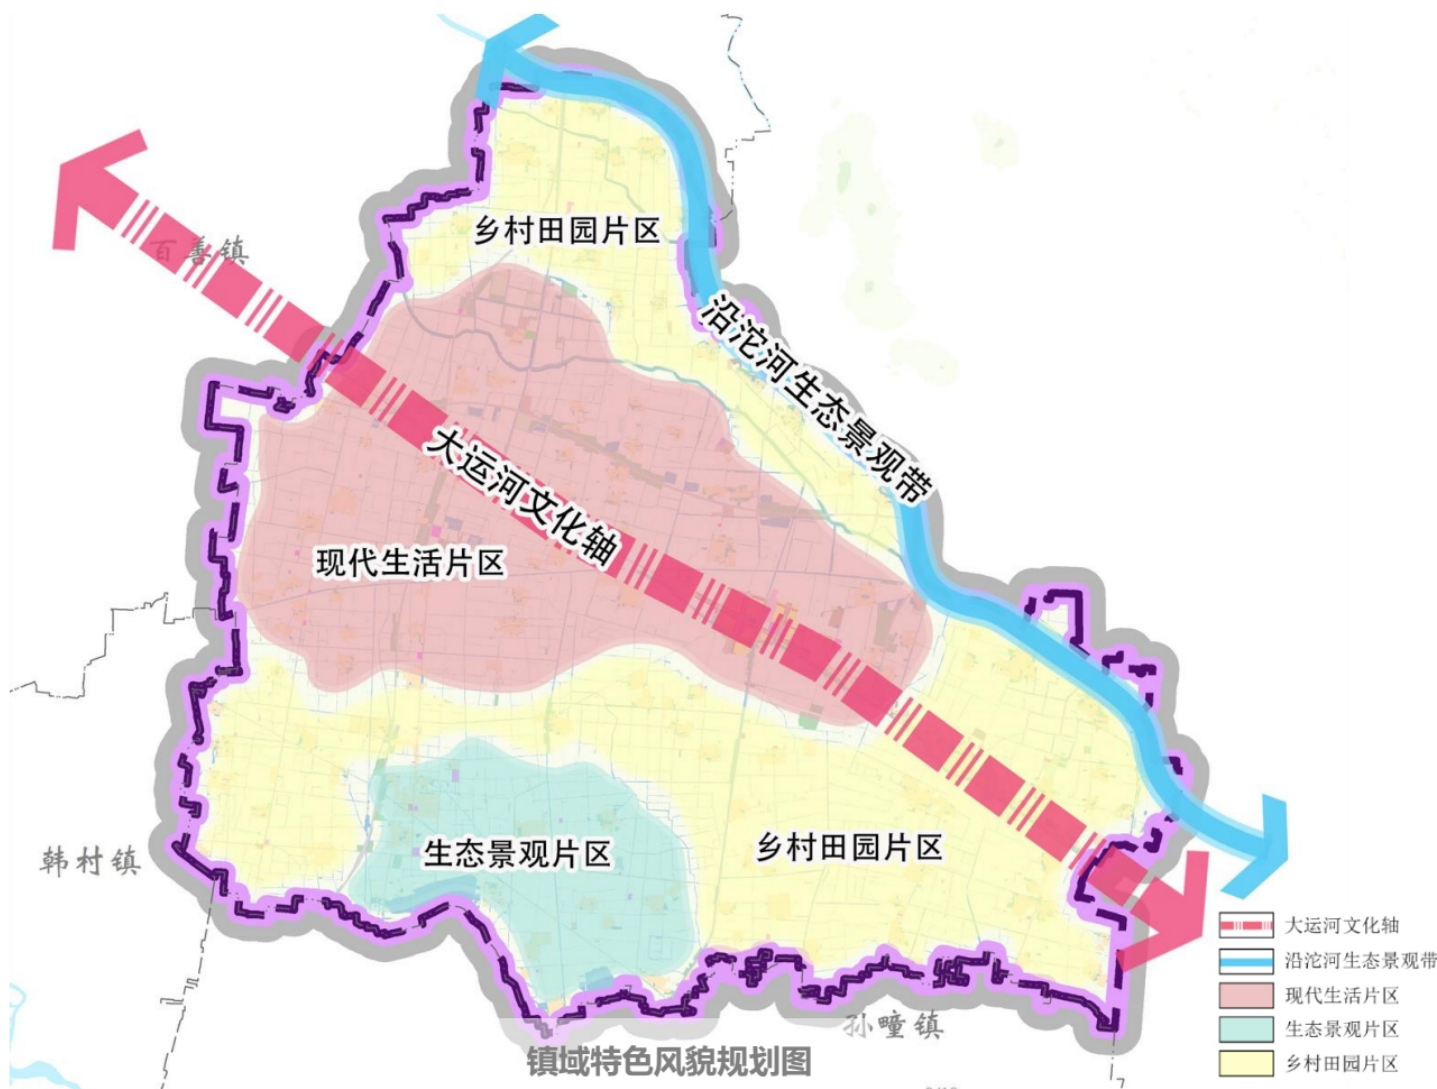 乡村田园片区
百善镇
沿沱河生态景观带
大运河文化轴
现代生活片区
生态景观片区
乡村田园片区
韩村镇
孙疃镇
大运河文化轴
沿沱河生态景观带
现代生活片区
生态景观片区
乡村田园片区
镇域特色风貌规划图